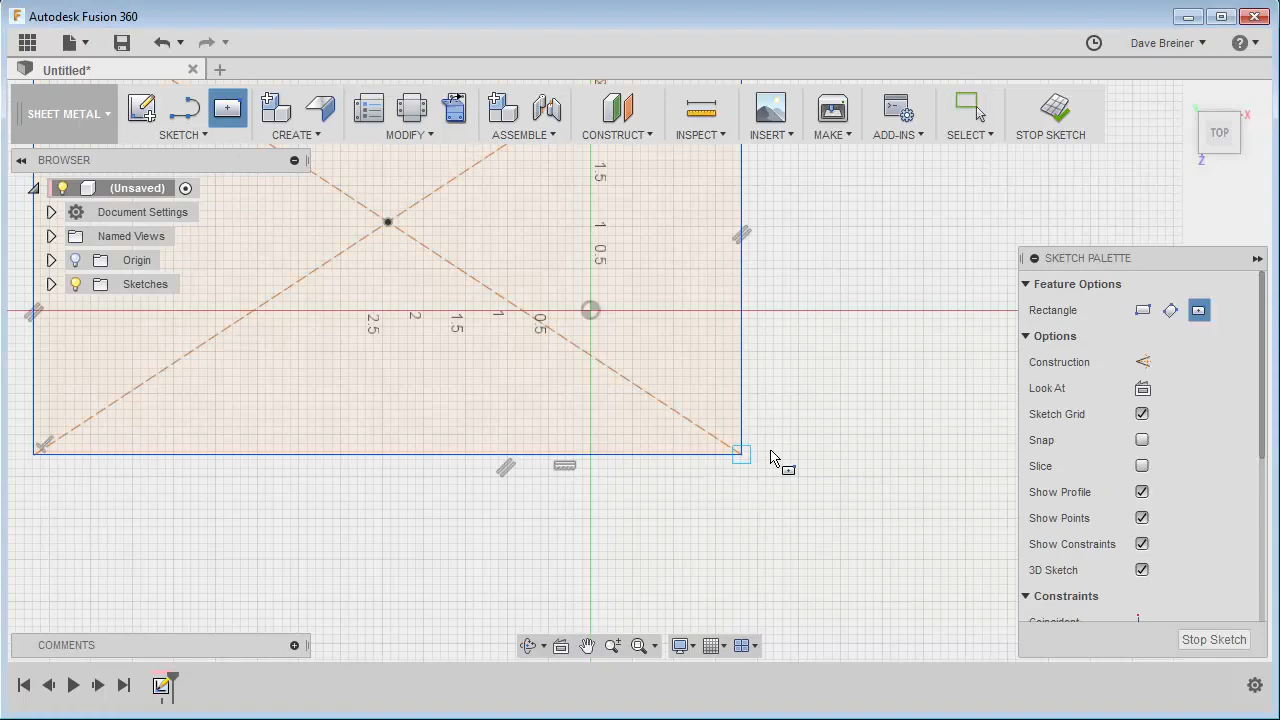 Autodesk Fusion 360
Dave Breiner
Untitled*
SHEET METAL
SKETCH
CREATE
MODIFY
ASSEMBLE
CONSTRUCT
INSPECT
INSERT
MAKE
ADD-INS
SELECT
STOP SKETCH
TOP
X
Z
BROWSER
(Unsaved)
Document Settings
Named Views
Origin
Sketches
1.5
1
0.5
2.5
2
1.5
1
0.5
SKETCH PALETTE
Feature Options
Rectangle
Options
Construction
Look At
Sketch Grid
Snap
Slice
Show Profile
Show Points
Show Constraints
3D Sketch
Constraints
Stop Sketch
COMMENTS